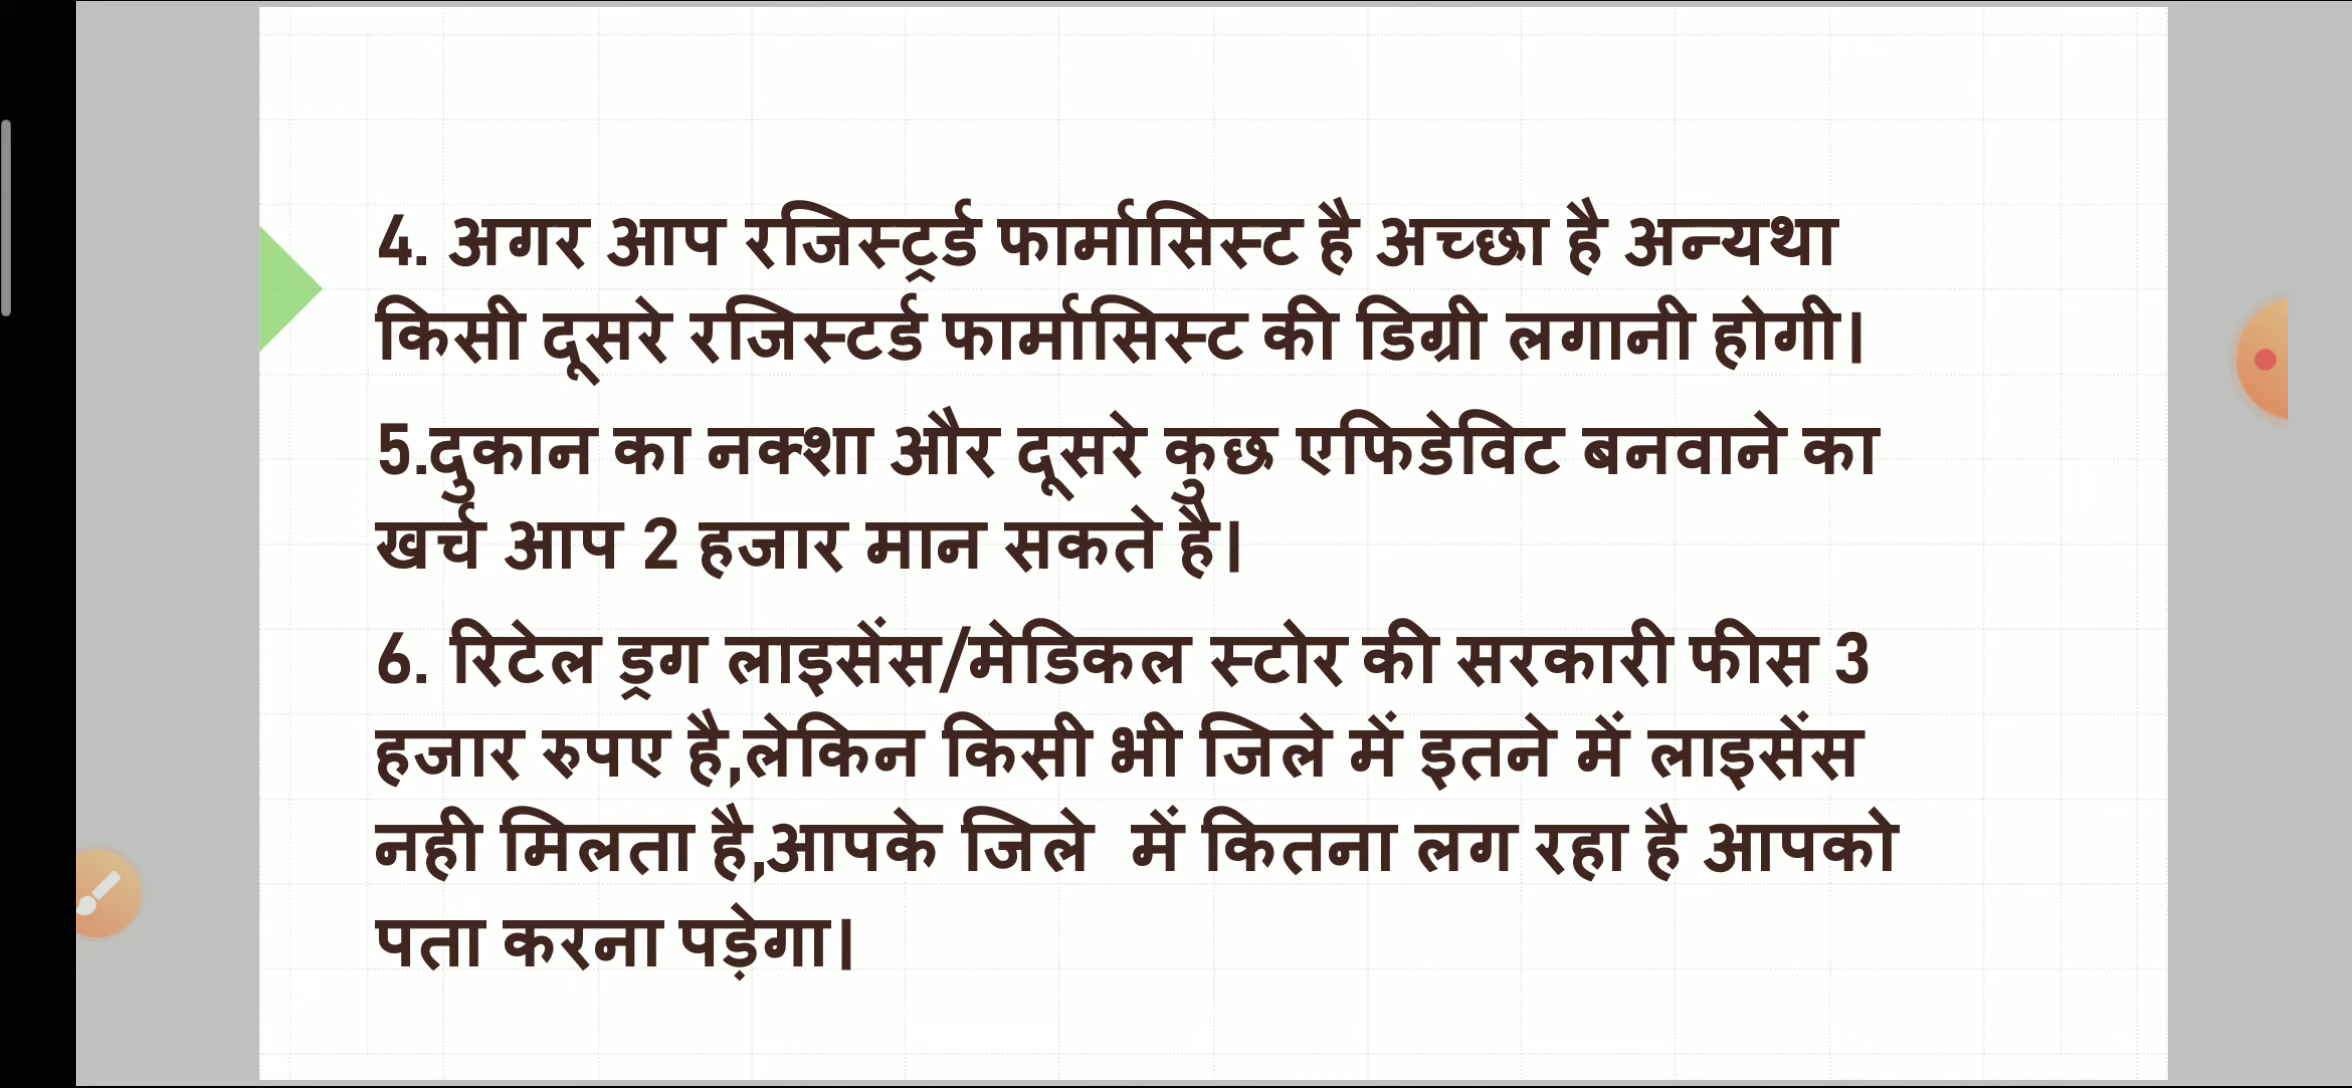 4. अगर आप रजिस्ट्रर्ड फार्मासिस्ट है अच्छा है अन्यथा
किसी दूसरे रजिस्टर्ड फार्मासिस्ट की डिग्री लगानी होगी।
5.दुकान का नक्शा और दूसरे कुछ एफिडेविट बनवाने का
खर्च आप 2 हजार मान सकते है।
6. रिटेल ड्रग लाइसेंस/मेडिकल स्टोर की सरकारी फीस 3
हजार रुपए है,लेकिन किसी भी जिले में इतने में लाइसेंस
नही मिलता है,आपके जिले में कितना लग रहा है आपको
पता करना पड़ेगा।